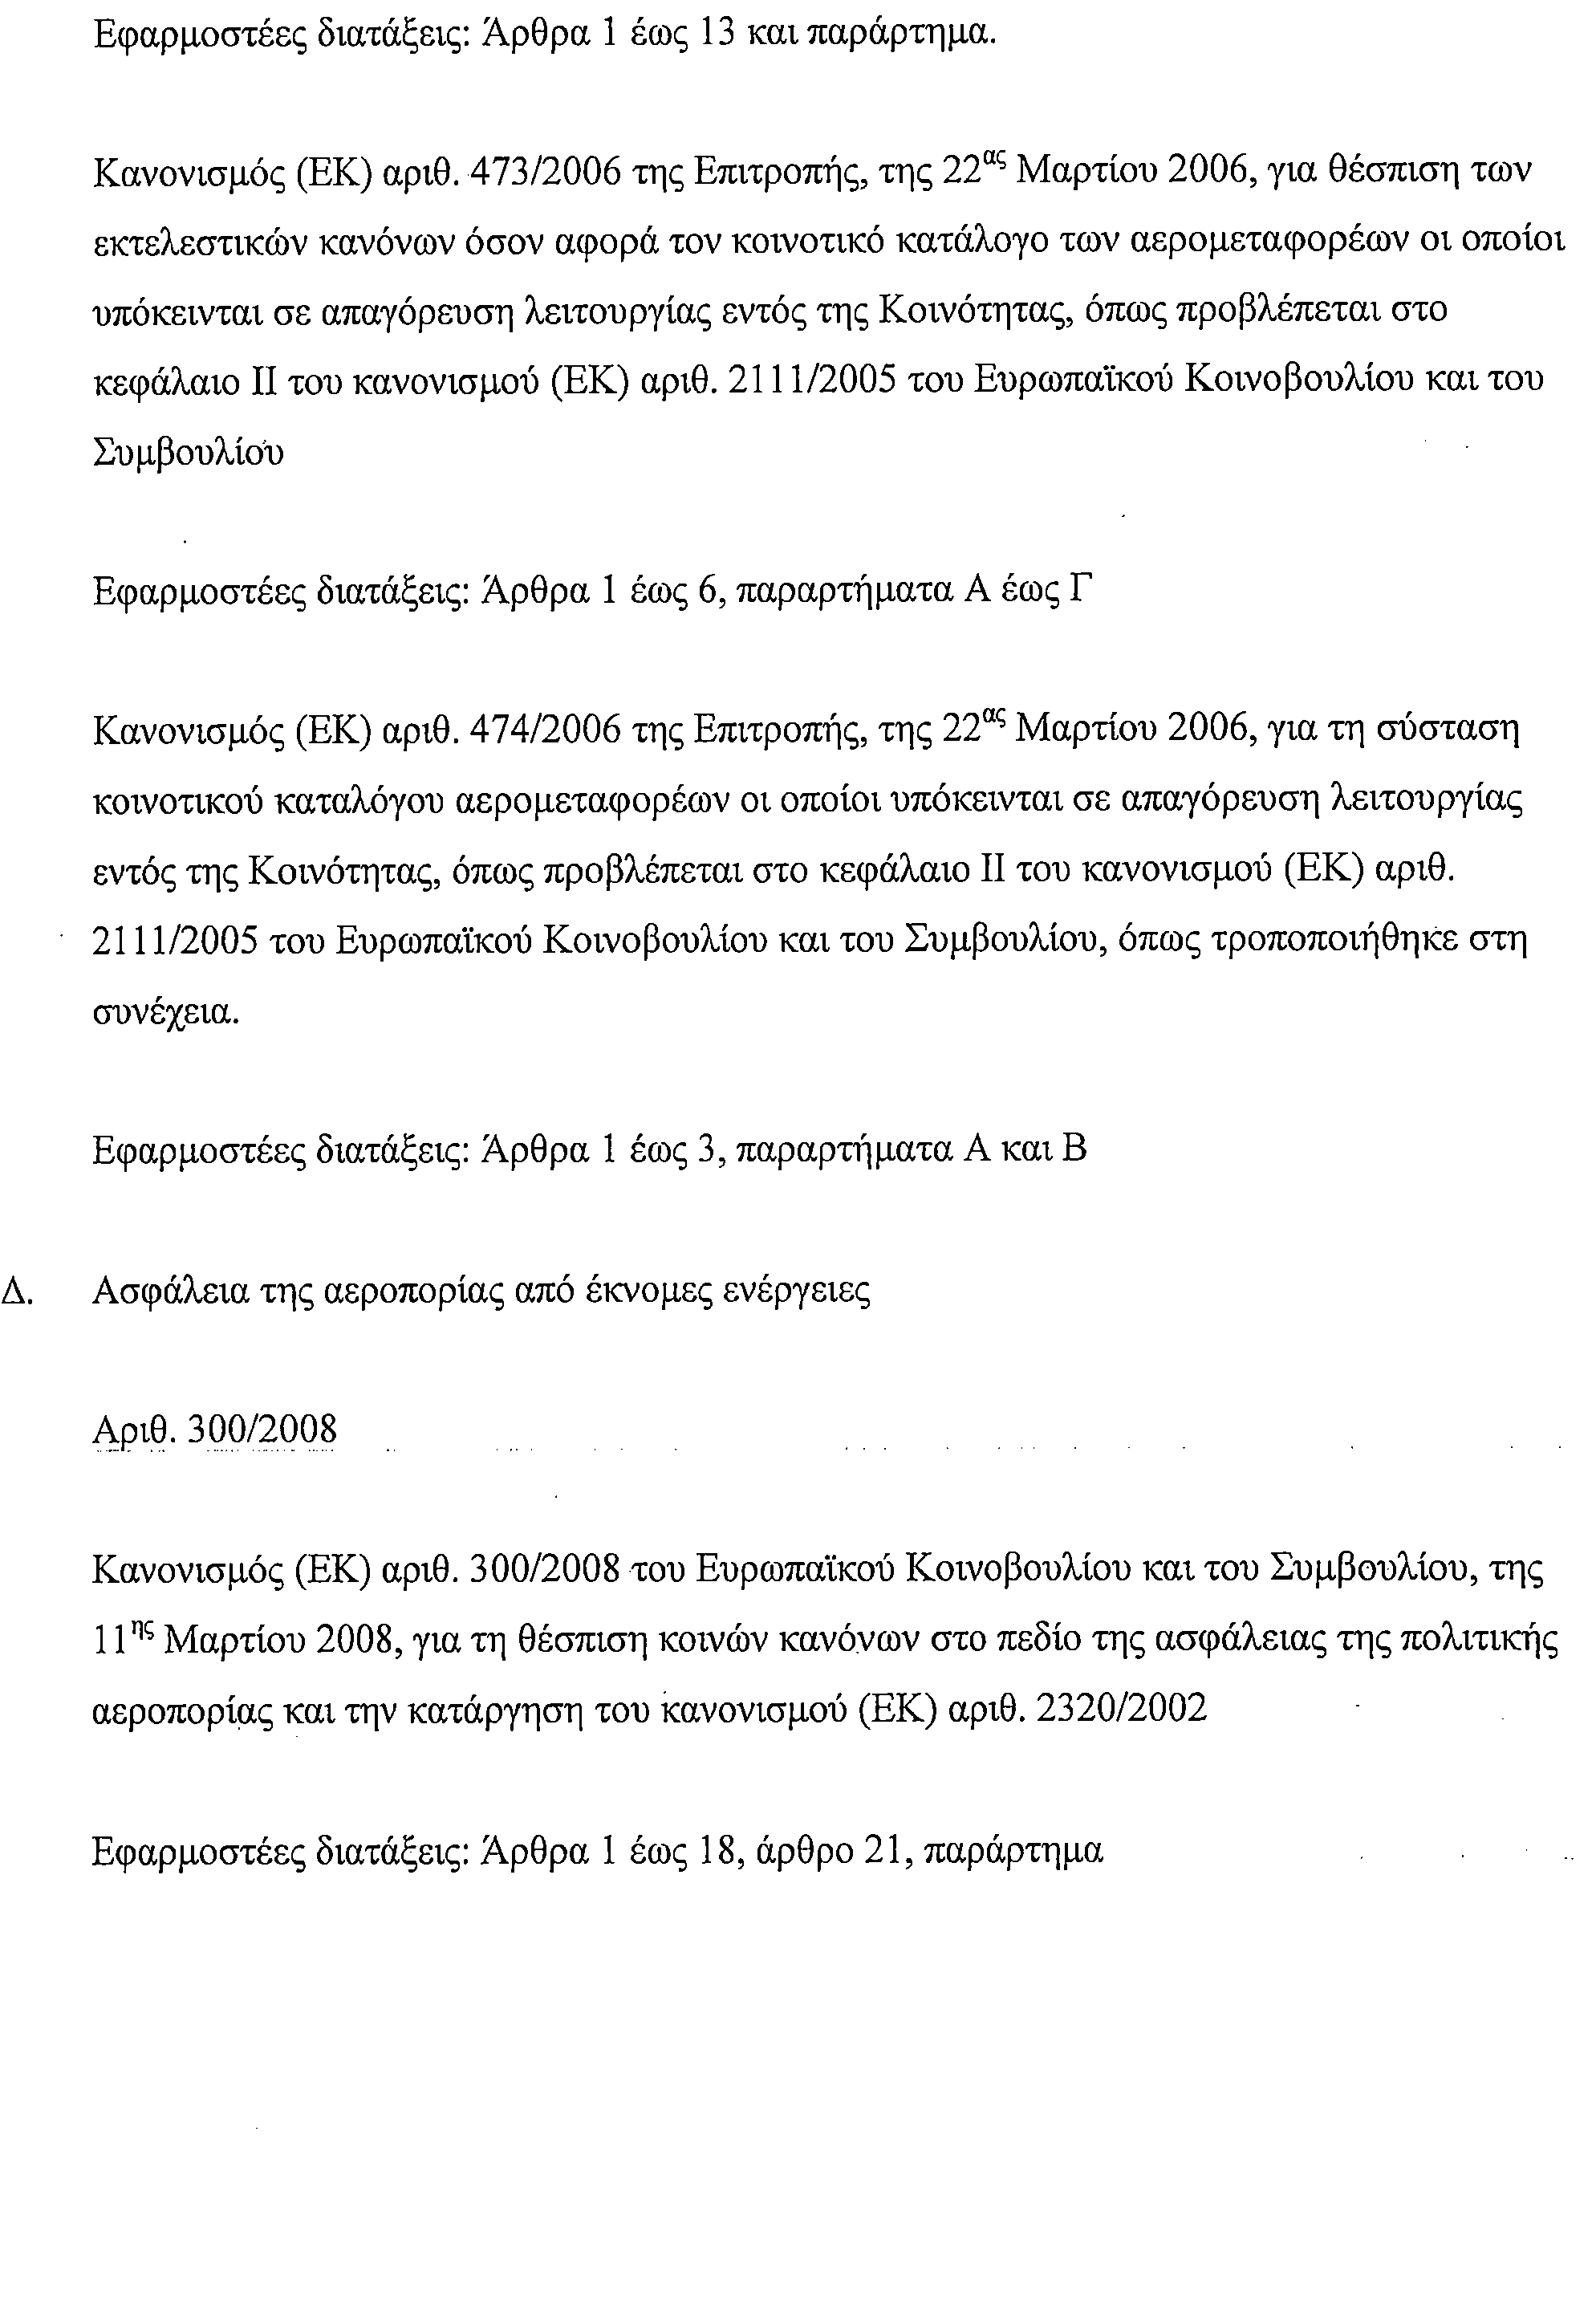 Εφαρμοστέες διατάξεις: Άρθρα 1 έως 13 και παράρτημα.
Κανονισμός (ΕΚ) αριθ. 473/2006 της Επιτροπής, της 22ας Μαρτίου 2006, για θέσπιση των
εκτελεστικών κανόνων όσον αφορά τον κοινοτικό κατάλογο των αερομεταφορέων οι οποίοι
υπόκεινται σε απαγόρευση λειτουργίας εντός της Κοινότητας, όπως προβλέπεται στο
κεφάλαιο ΙΙ του κανονισμού (ΕΚ) αριθ. 2111/2005 του Ευρωπαϊκού Κοινοβουλίου και του
Συμβουλίου
Εφαρμοστέες διατάξεις: Άρθρα 1 έως 6, παραρτήματα Α έως Γ
Κανονισμός (ΕΚ) αριθ. 474/2006 της Επιτροπής, της 22ας Μαρτίου 2006, για τη σύσταση
κοινοτικού καταλόγου αερομεταφορέων οι οποίοι υπόκεινται σε απαγόρευση λειτουργίας
εντός της Κοινότητας, όπως προβλέπεται στο κεφάλαιο ΙΙ του κανονισμού (ΕΚ) αριθ.
2111/2005 του Ευρωπαϊκού Κοινοβουλίου και του Συμβουλίου, όπως τροποποιήθηκε στη
συνέχεια.
Εφαρμοστέες διατάξεις: Άρθρα 1 έως 3, παραρτήματα Α και Β
Δ. Ασφάλεια της αεροπορίας από έκνομες ενέργειες
Αριθ. 300/2008
Κανονισμός (ΕΚ) αριθ. 300/2008 του Ευρωπαϊκού Κοινοβουλίου και του Συμβουλίου, της
11ης Μαρτίου 2008, για τη θέσπιση κοινών κανόνων στο πεδίο της ασφάλειας της πολιτικής
αεροπορίας και την κατάργηση του κανονισμού (ΕΚ) αριθ. 2320/2002
Εφαρμοστέες διατάξεις: Άρθρα 1 έως 18, άρθρο 21, παράρτημα